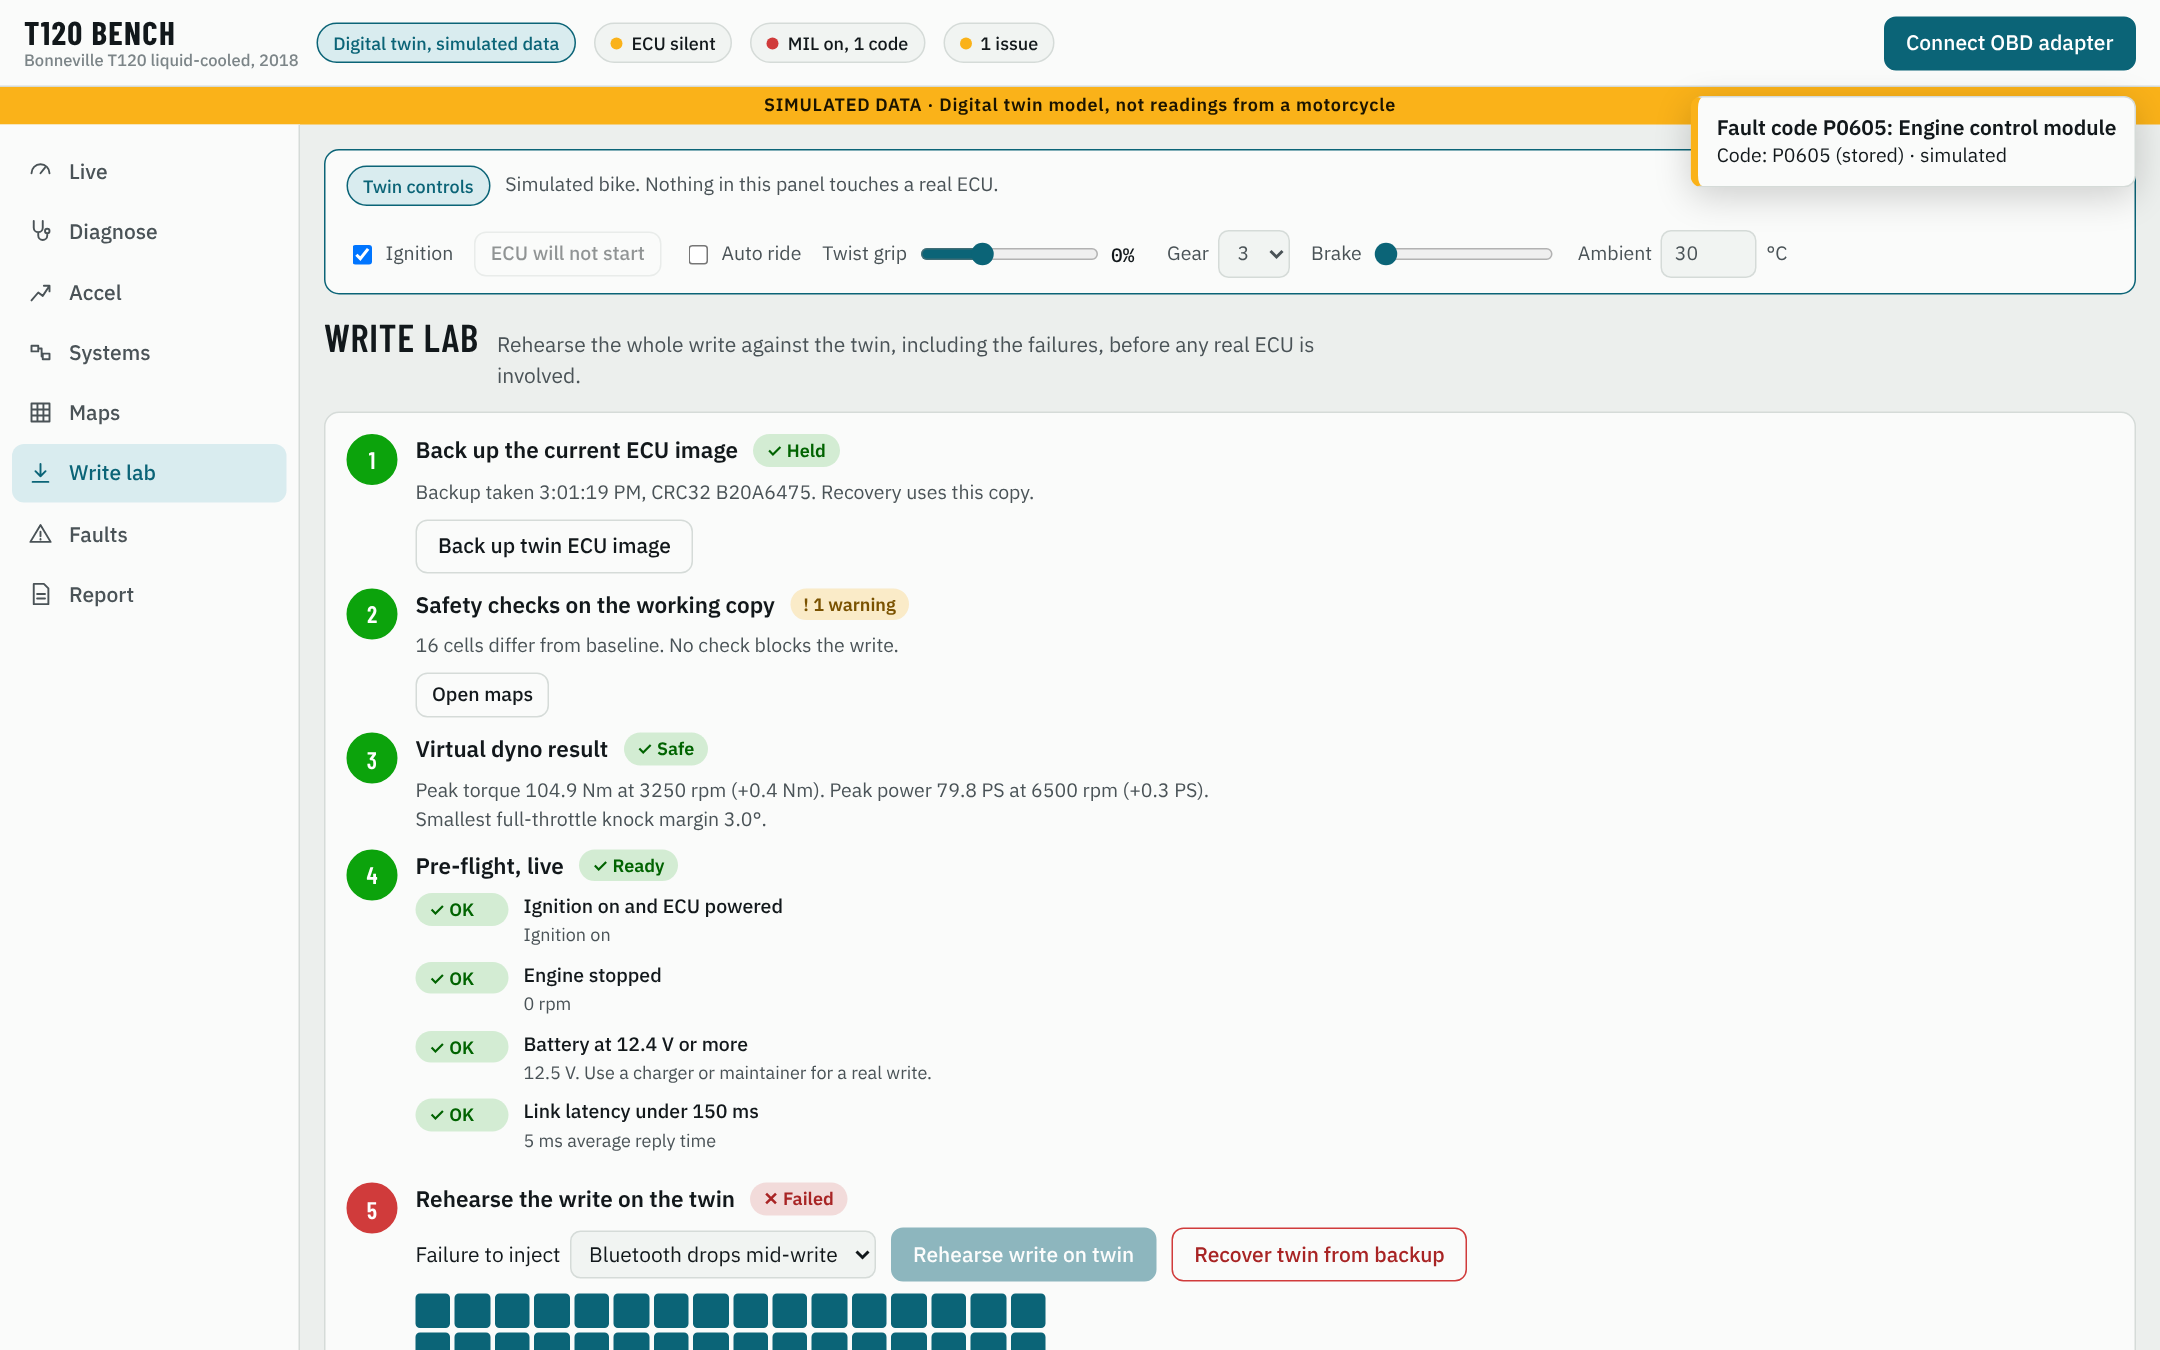 T120 BENCH
Bonneville T120 liquid-cooled, 2018
Digital twin, simulated data
ECU silent
MIL on, 1 code
1 issue
Connect OBD adapter
SIMULATED DATA · Digital twin model, not readings from a motorcycle
Fault code P0605: Engine control module
Code: P0605 (stored) · simulated
Live
Diagnose
Accel
Systems
Maps
Write lab
Faults
Report
Twin controls
Simulated bike. Nothing in this panel touches a real ECU.
Ignition
ECU will not start
Auto ride
Twist grip
0%
Gear
3
Brake
Ambient
30
°C
WRITE LAB
Rehearse the whole write against the twin, including the failures, before any real ECU is
involved.
1
Back up the current ECU image
✓ Held
Backup taken 3:01:19 PM, CRC32 B20A6475. Recovery uses this copy.
Back up twin ECU image
2
Safety checks on the working copy
! 1 warning
16 cells differ from baseline. No check blocks the write.
Open maps
3
Virtual dyno result
✓ Safe
Peak torque 104.9 Nm at 3250 rpm (+0.4 Nm). Peak power 79.8 PS at 6500 rpm (+0.3 PS).
Smallest full-throttle knock margin 3.0°.
4
Pre-flight, live
✓ Ready
✓ OK
Ignition on and ECU powered
Ignition on
✓ OK
Engine stopped
0 rpm
✓ OK
Battery at 12.4 V or more
12.5 V. Use a charger or maintainer for a real write.
✓ OK
Link latency under 150 ms
5 ms average reply time
5
Rehearse the write on the twin
✕ Failed
Failure to inject
Bluetooth drops mid-write
Rehearse write on twin
Recover twin from backup